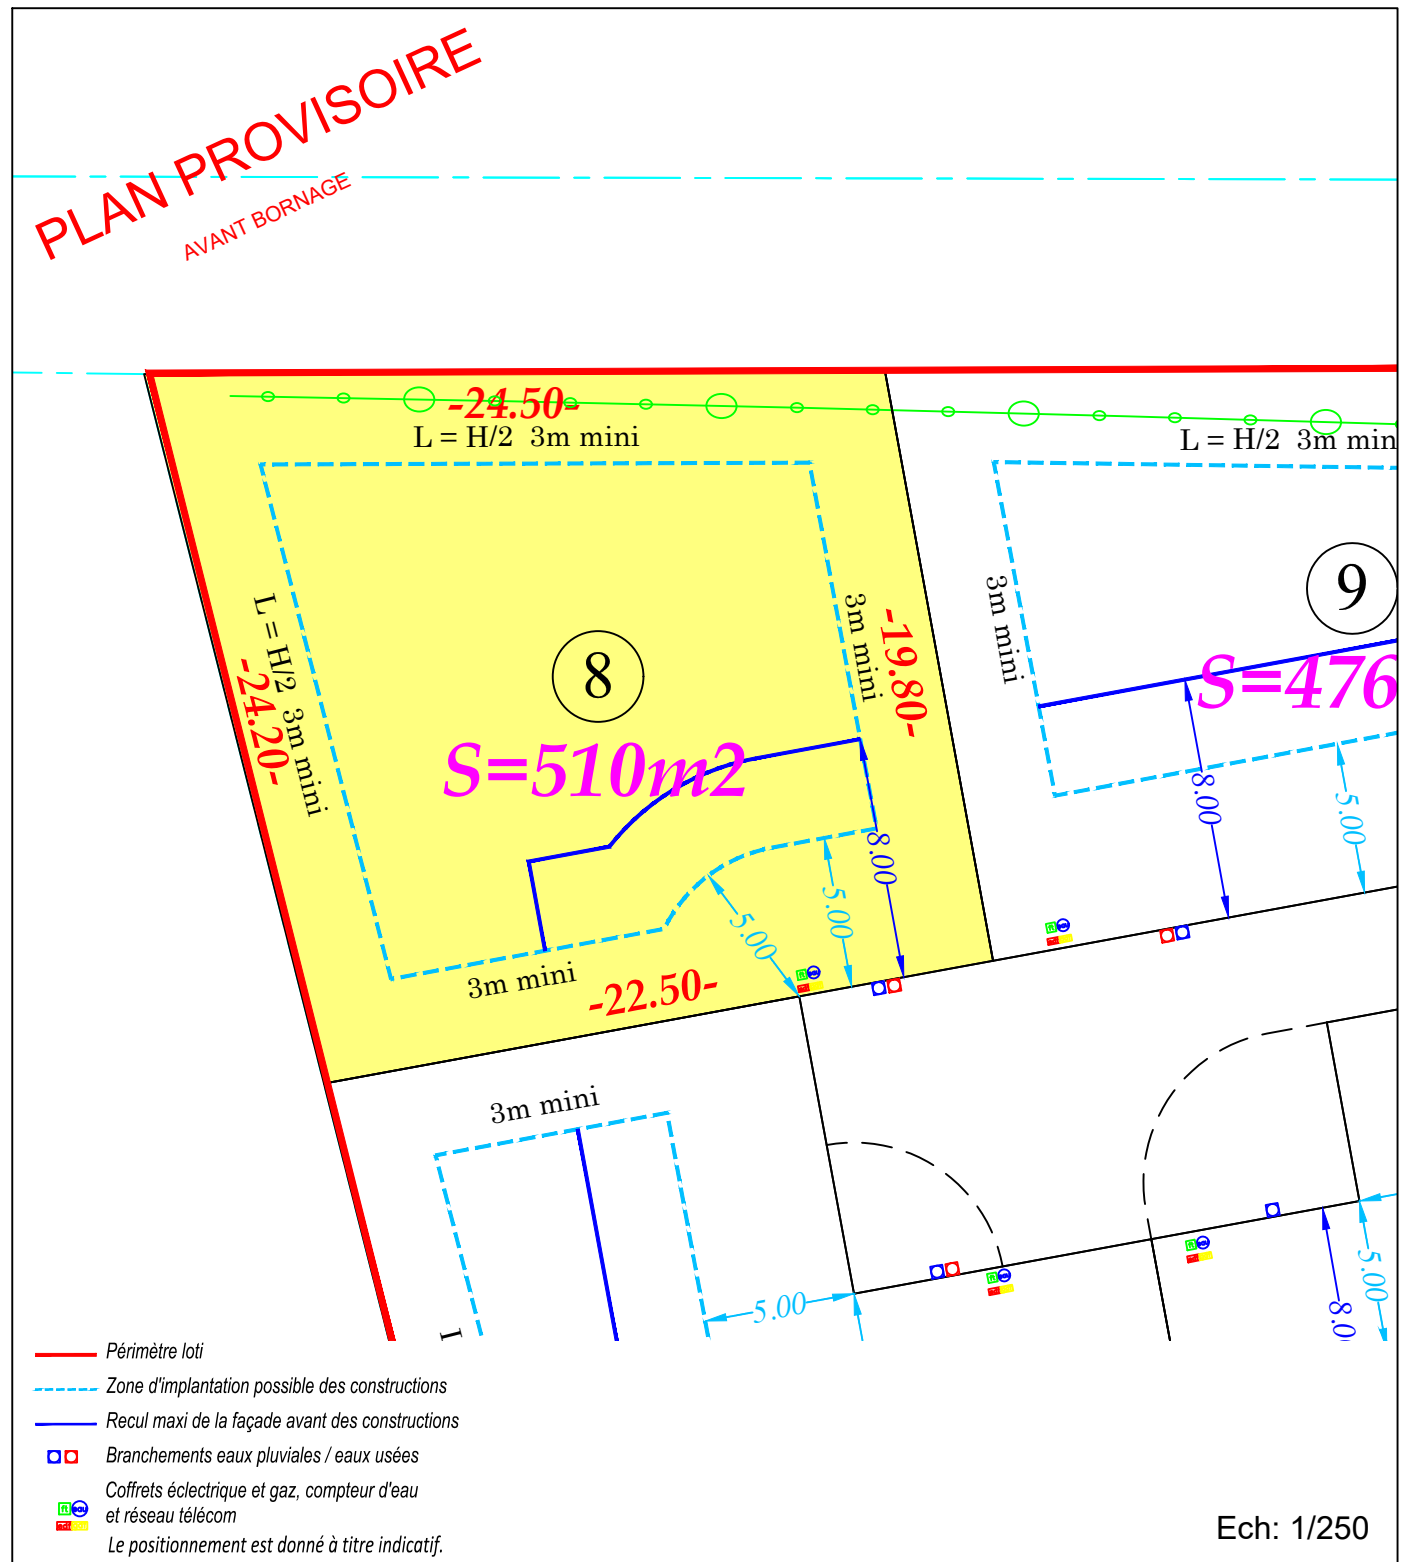 PLAN PROVISOIRE
AVANT BORNAGE
-24.50-
L = H/2 3m mini
L = H/2 3m min
L = H/2 3m mini
-24.20-
8
S=510m2
3m mini
-19.80-
3m mini
9
S=476
8.00
5.00
8.00
5.00
5.00
3m mini
-22.50-
3m mini
5.00
5.00
8.0
Périmètre loti
Zone d'implantation possible des constructions
Recul maxi de la façade avant des constructions
Branchements eaux pluviales / eaux usées
Coffrets éclectrique et gaz, compteur d'eau
et réseau télécom
Le positionnement est donné à titre indicatif.
Ech: 1/250